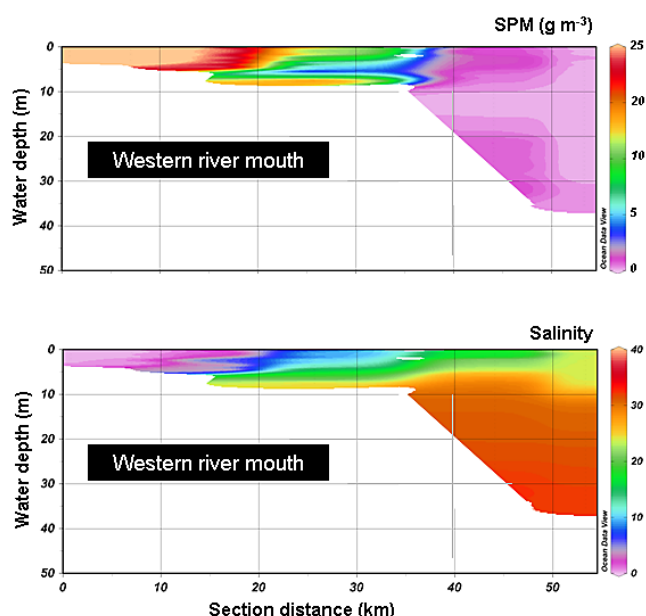 SPM (g m-3)
0
10
20
30
40
50
Water depth (m)
Western river mouth
25
20
10
5
0
Ocean Data View
Salinity
0
10
20
30
40
50
Water depth (m)
Western river mouth
40
30
20
10
0
Ocean Data View
0 10 20 30 40 50
Section distance (km)